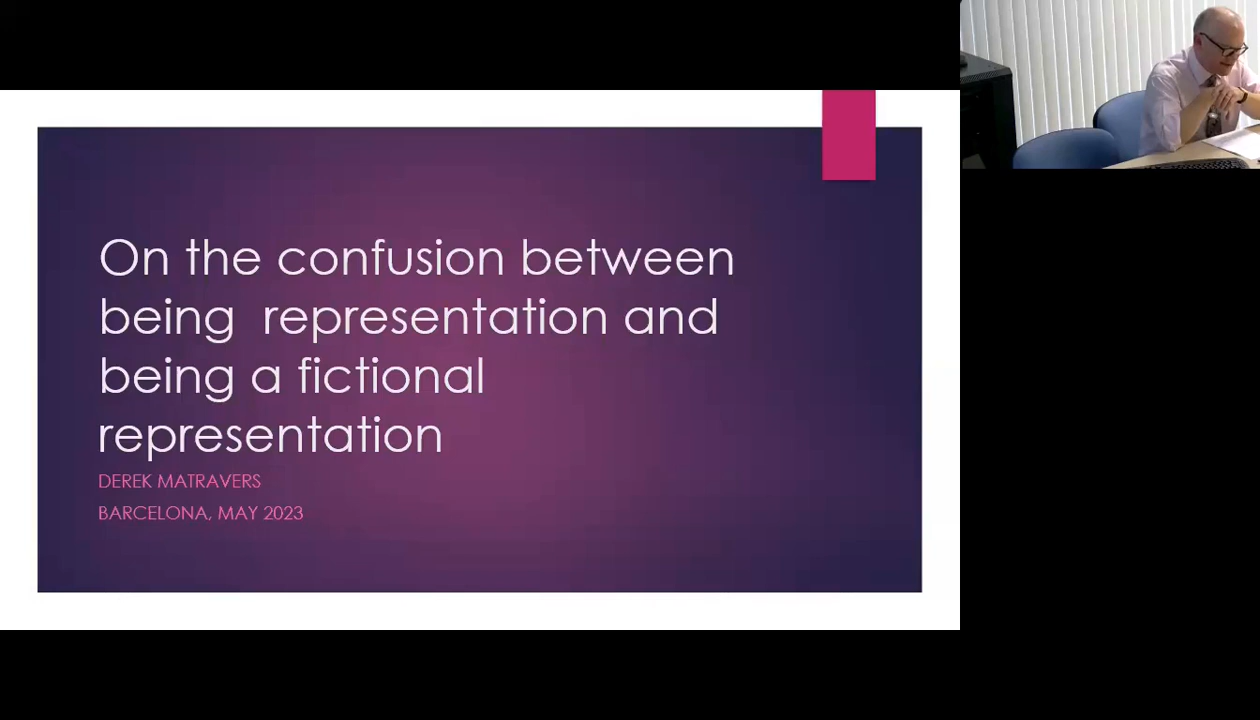 On the confusion between
being  representation and
being a fictional
representation
DEREK MATRAVERS
BARCELONA, MAY 2023